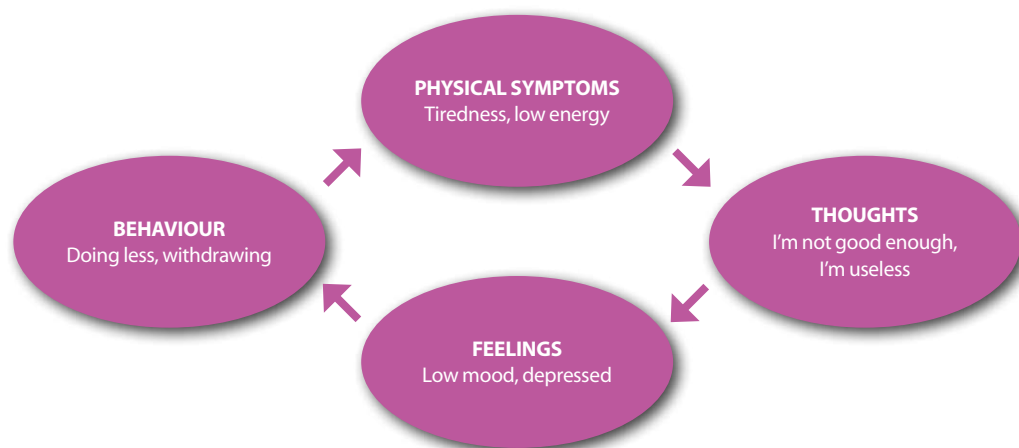 PHYSICAL SYMPTOMS
Tiredness, low energy
THOUGHTS
I’m not good enough,
I’m useless
FEELINGS
Low mood, depressed
BEHAVIOUR
Doing less, withdrawing